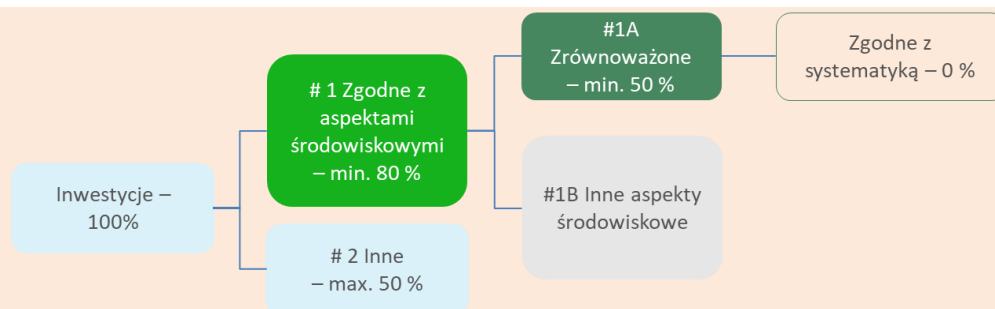 #1A
Zrównoważone
– min. 50 %
Zgodne z
systematyką – 0 %
# 1 Zgodne z
aspektami
środowiskowymi
– min. 80 %
Inwestycje –
100%
#1B Inne aspekty
środowiskowe
# 2 Inne
– max. 50 %